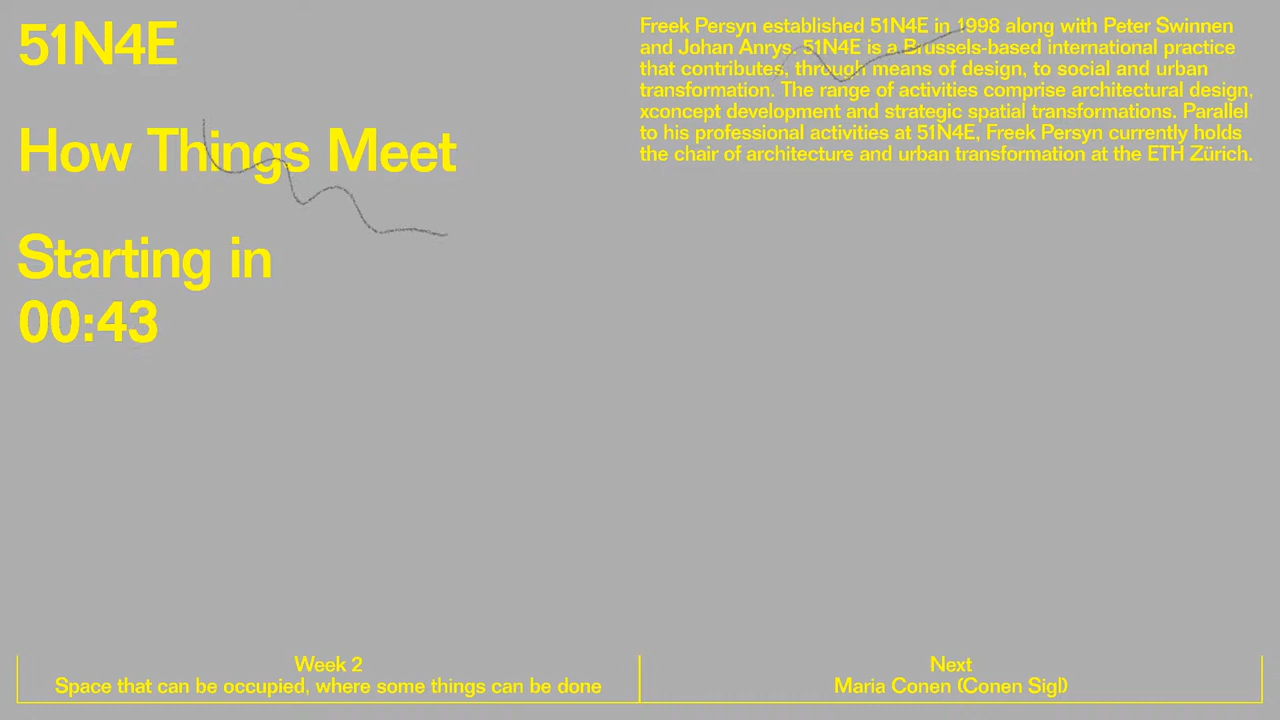 51N4E
How Things Meet
Starting in
00:43
Freek Persyn established 51N4E in 1998 along with Peter Swinnen
and Johan Anrys. 51N4E is a Brussels-based international practice
that contributes, through means of design, to social and urban
transformation. The range of activities comprise architectural design,
xconcept development and strategic spatial transformations. Parallel
to his professional activities at 51N4E, Freek Persyn currently holds
the chair of architecture and urban transformation at the ETH Zürich.
Week 2
Space that can be occupied, where some things can be done
Next
Maria Conen (Conen Sigl)